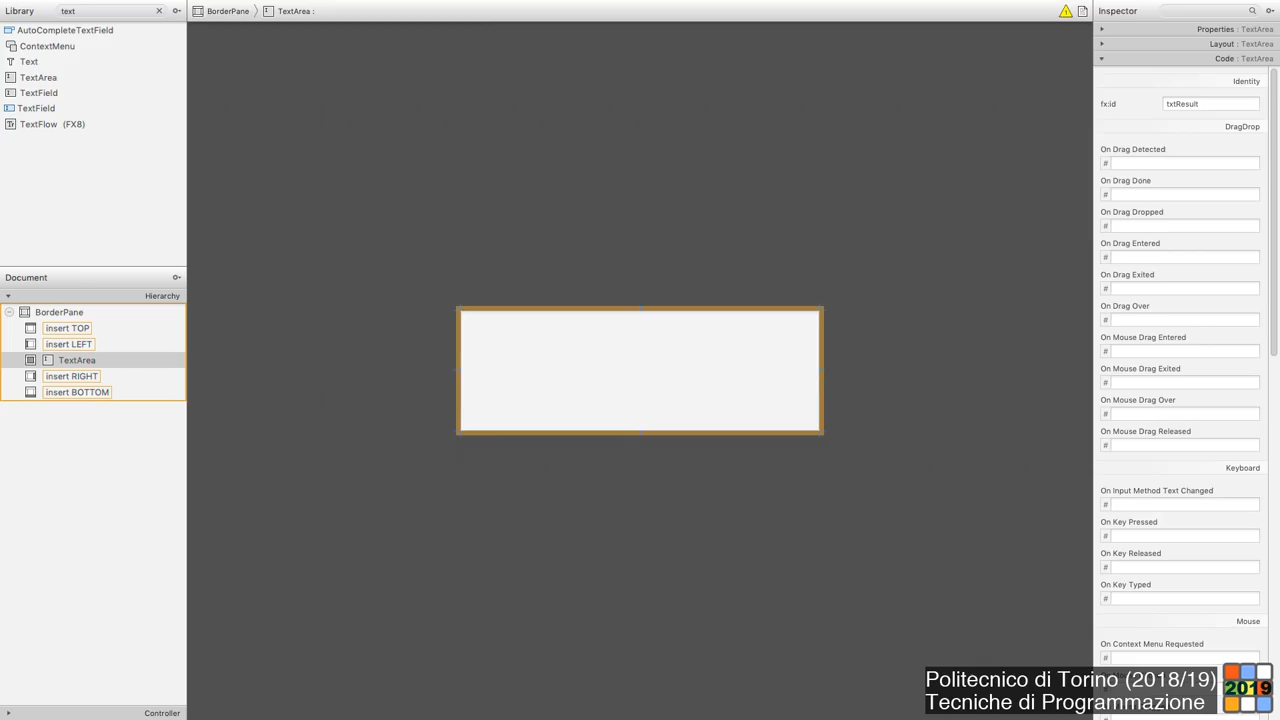 Library
text
AutoCompleteTextField
ContextMenu
Text
TextArea
TextField
TextField
TextFlow (FX8)
Document
Hierarchy
BorderPane
insert TOP
insert LEFT
TextArea
insert RIGHT
insert BOTTOM
Controller
BorderPane
TextArea :
Inspector
Properties : TextArea
Layout : TextArea
Code : TextArea
Identity
fx:id
txtResult
DragDrop
On Drag Detected
#
On Drag Done
#
On Drag Dropped
#
On Drag Entered
#
On Drag Exited
#
On Drag Over
#
On Mouse Drag Entered
#
On Mouse Drag Exited
#
On Mouse Drag Over
#
On Mouse Drag Released
#
Keyboard
On Input Method Text Changed
#
On Key Pressed
#
On Key Released
#
On Key Typed
#
Mouse
On Context Menu Requested
#
Politecnico di Torino (2018/19)
Tecniche di Programmazione
2019